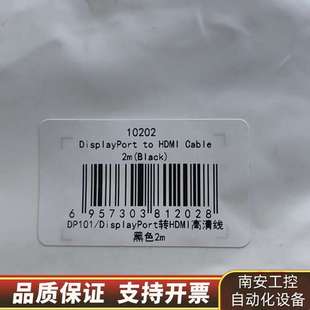 10202
DisplayPort to HDMI Cable
2m(Black)
6 957303 812028
DP101/DisplayPort转HDMI高清线
黑色2m
品质保证 支持开票
南安工控
自动化设备